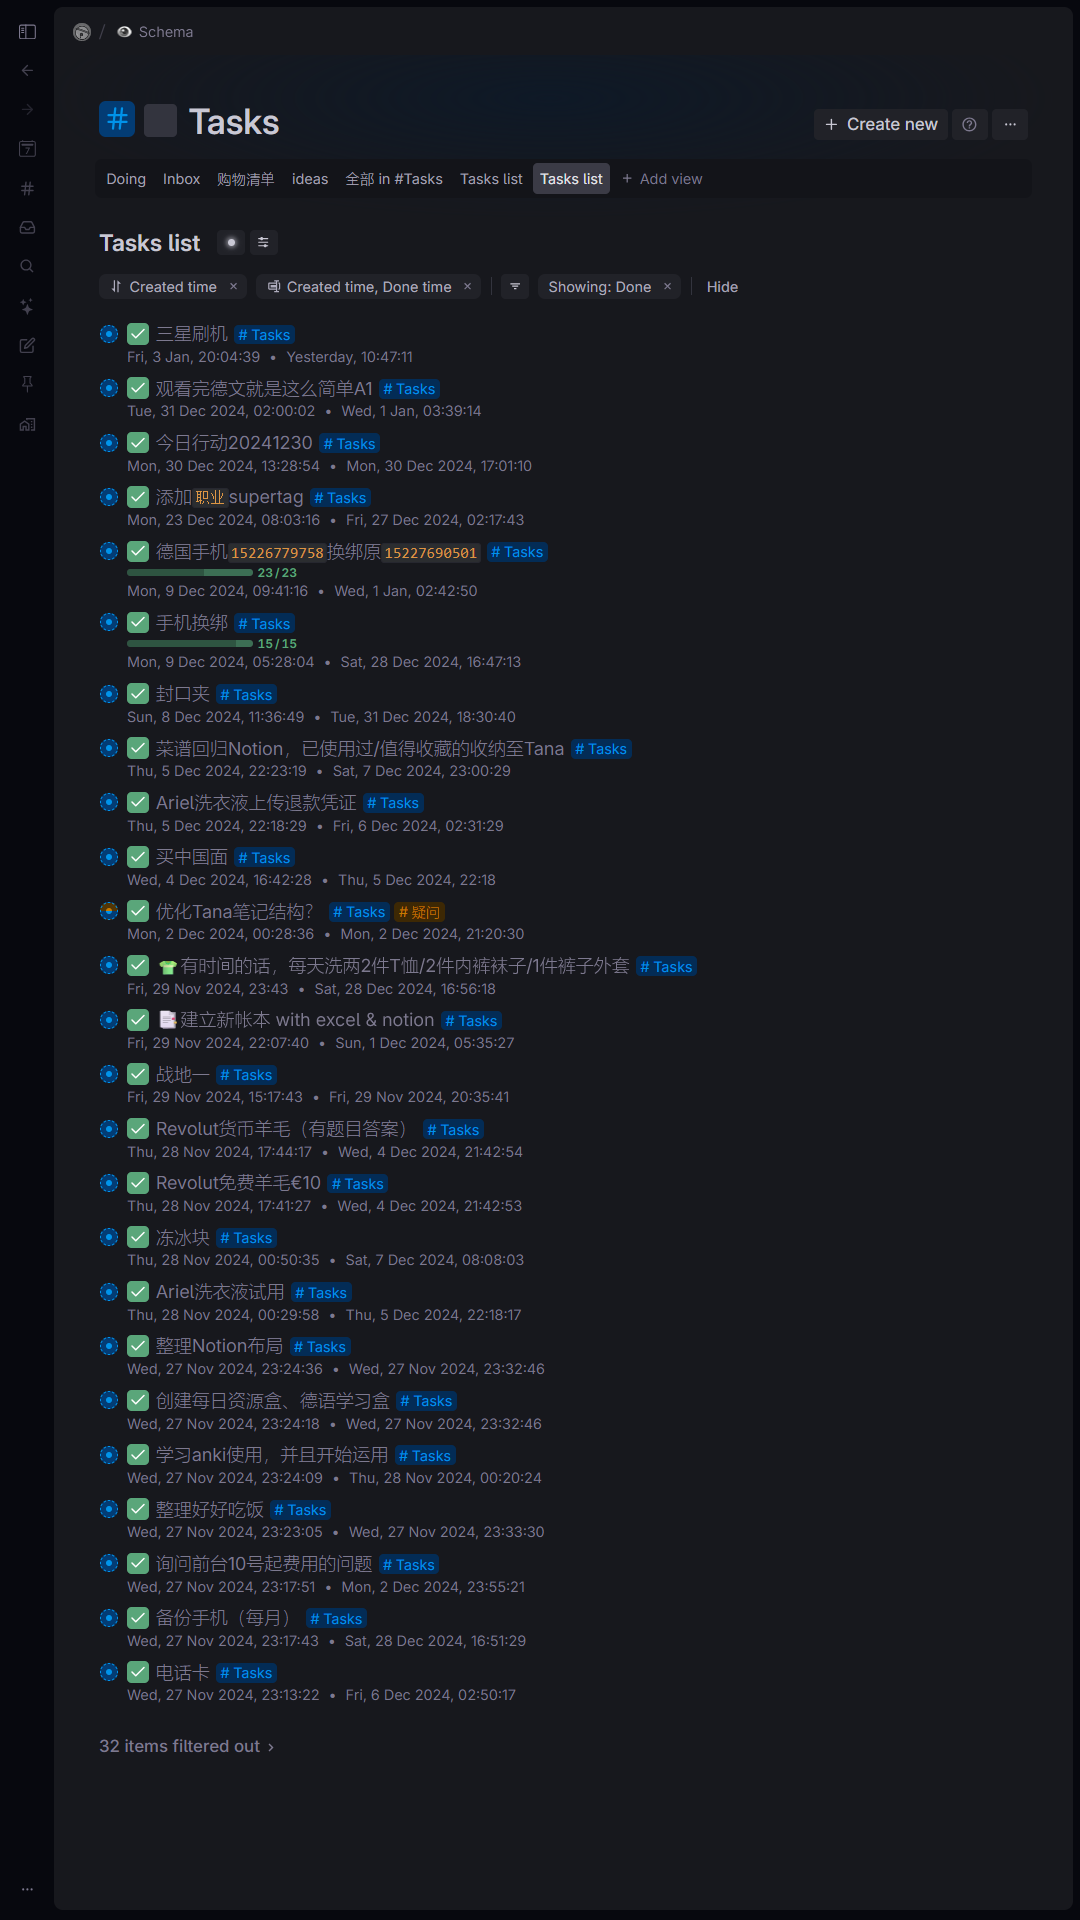 / Schema
Tasks
+ Create new
Doing Inbox 购物清单 ideas 全部 in #Tasks Tasks list Tasks list + Add view
Tasks list
Created time × Created time, Done time × Showing: Done × Hide
三星刷机 # Tasks
Fri, 3 Jan, 20:04:39 • Yesterday, 10:47:11
观看完德文就是这么简单A1 # Tasks
Tue, 31 Dec 2024, 02:00:02 • Wed, 1 Jan, 03:39:14
今日行动20241230 # Tasks
Mon, 30 Dec 2024, 13:28:54 • Mon, 30 Dec 2024, 17:01:10
添加职业supertag # Tasks
Mon, 23 Dec 2024, 08:03:16 • Fri, 27 Dec 2024, 02:17:43
德国手机15226779758换绑原15227690501 # Tasks
23/23
Mon, 9 Dec 2024, 09:41:16 • Wed, 1 Jan, 02:42:50
手机换绑 # Tasks
15/15
Mon, 9 Dec 2024, 05:28:04 • Sat, 28 Dec 2024, 16:47:13
封口夹 # Tasks
Sun, 8 Dec 2024, 11:36:49 • Tue, 31 Dec 2024, 18:30:40
菜谱回归Notion，已使用过/值得收藏的收纳至Tana # Tasks
Thu, 5 Dec 2024, 22:23:19 • Sat, 7 Dec 2024, 23:00:29
Ariel洗衣液上传退款凭证 # Tasks
Thu, 5 Dec 2024, 22:18:29 • Fri, 6 Dec 2024, 02:31:29
买中国面 # Tasks
Wed, 4 Dec 2024, 16:42:28 • Thu, 5 Dec 2024, 22:18
优化Tana笔记结构？ # Tasks # 疑问
Mon, 2 Dec 2024, 00:28:36 • Mon, 2 Dec 2024, 21:20:30
👕有时间的话，每天洗两2件T恤/2件内裤袜子/1件裤子外套 # Tasks
Fri, 29 Nov 2024, 23:43 • Sat, 28 Dec 2024, 16:56:18
📑建立新帐本 with excel & notion # Tasks
Fri, 29 Nov 2024, 22:07:40 • Sun, 1 Dec 2024, 05:35:27
战地一 # Tasks
Fri, 29 Nov 2024, 15:17:43 • Fri, 29 Nov 2024, 20:35:41
Revolut货币羊毛（有题目答案） # Tasks
Thu, 28 Nov 2024, 17:44:17 • Wed, 4 Dec 2024, 21:42:54
Revolut免费羊毛€10 # Tasks
Thu, 28 Nov 2024, 17:41:27 • Wed, 4 Dec 2024, 21:42:53
冻冰块 # Tasks
Thu, 28 Nov 2024, 00:50:35 • Sat, 7 Dec 2024, 08:08:03
Ariel洗衣液试用 # Tasks
Thu, 28 Nov 2024, 00:29:58 • Thu, 5 Dec 2024, 22:18:17
整理Notion布局 # Tasks
Wed, 27 Nov 2024, 23:24:36 • Wed, 27 Nov 2024, 23:32:46
创建每日资源盒、德语学习盒 # Tasks
Wed, 27 Nov 2024, 23:24:18 • Wed, 27 Nov 2024, 23:32:46
学习anki使用，并且开始运用 # Tasks
Wed, 27 Nov 2024, 23:24:09 • Thu, 28 Nov 2024, 00:20:24
整理好好吃饭 # Tasks
Wed, 27 Nov 2024, 23:23:05 • Wed, 27 Nov 2024, 23:33:30
询问前台10号起费用的问题 # Tasks
Wed, 27 Nov 2024, 23:17:51 • Mon, 2 Dec 2024, 23:55:21
备份手机（每月） # Tasks
Wed, 27 Nov 2024, 23:17:43 • Sat, 28 Dec 2024, 16:51:29
电话卡 # Tasks
Wed, 27 Nov 2024, 23:13:22 • Fri, 6 Dec 2024, 02:50:17
32 items filtered out ›